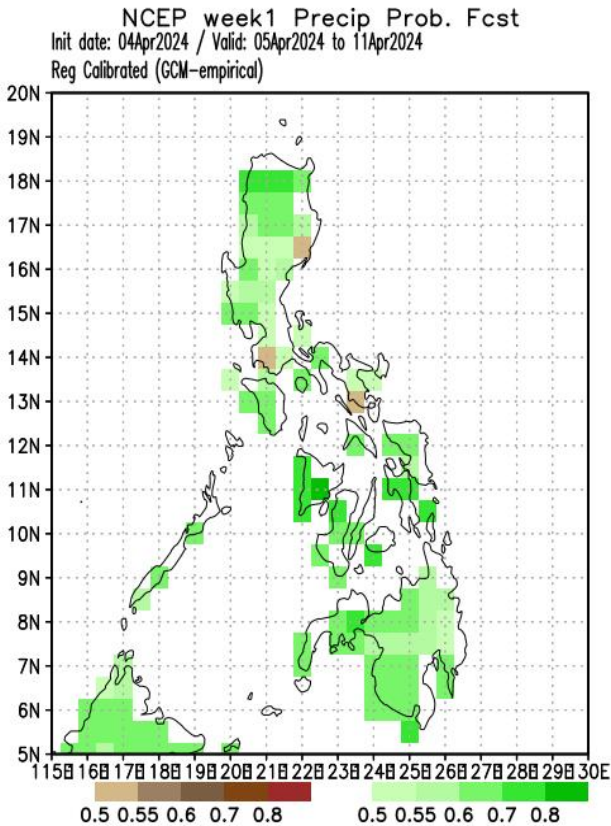 NCEP week1 Precip Prob. Fcst
Init date: 04Apr2024 / Valid: 05Apr2024 to 11Apr2024
Reg Calibrated (GCM-empirical)
20N
19N
18N
17N
16N
15N
14N
13N
12N
11N
10N
9N
8N
7N
6N
5N
115E 116E 117E 118E 119E 120E 121E 122E 123E 124E 125E 126E 127E 128E 129E 130E
0.5 0.55 0.6 0.7 0.8 0.5 0.55 0.6 0.7 0.8